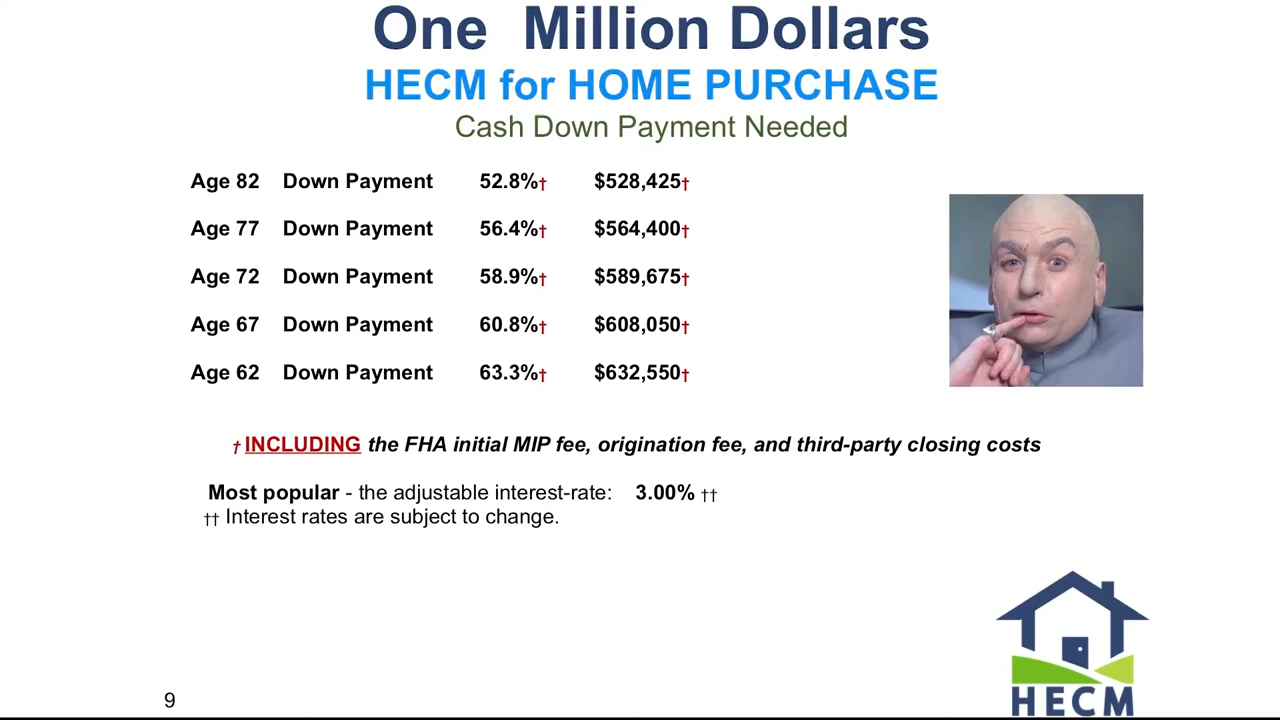 One Million Dollars
HECM for HOME PURCHASE
Cash Down Payment Needed
Age 82 Down Payment 52.8%† $528,425†
Age 77 Down Payment 56.4%† $564,400†
Age 72 Down Payment 58.9%† $589,675†
Age 67 Down Payment 60.8%† $608,050†
Age 62 Down Payment 63.3%† $632,550†
† INCLUDING the FHA initial MIP fee, origination fee, and third-party closing costs
Most popular - the adjustable interest-rate: 3.00% ††
†† Interest rates are subject to change.
9
HECM